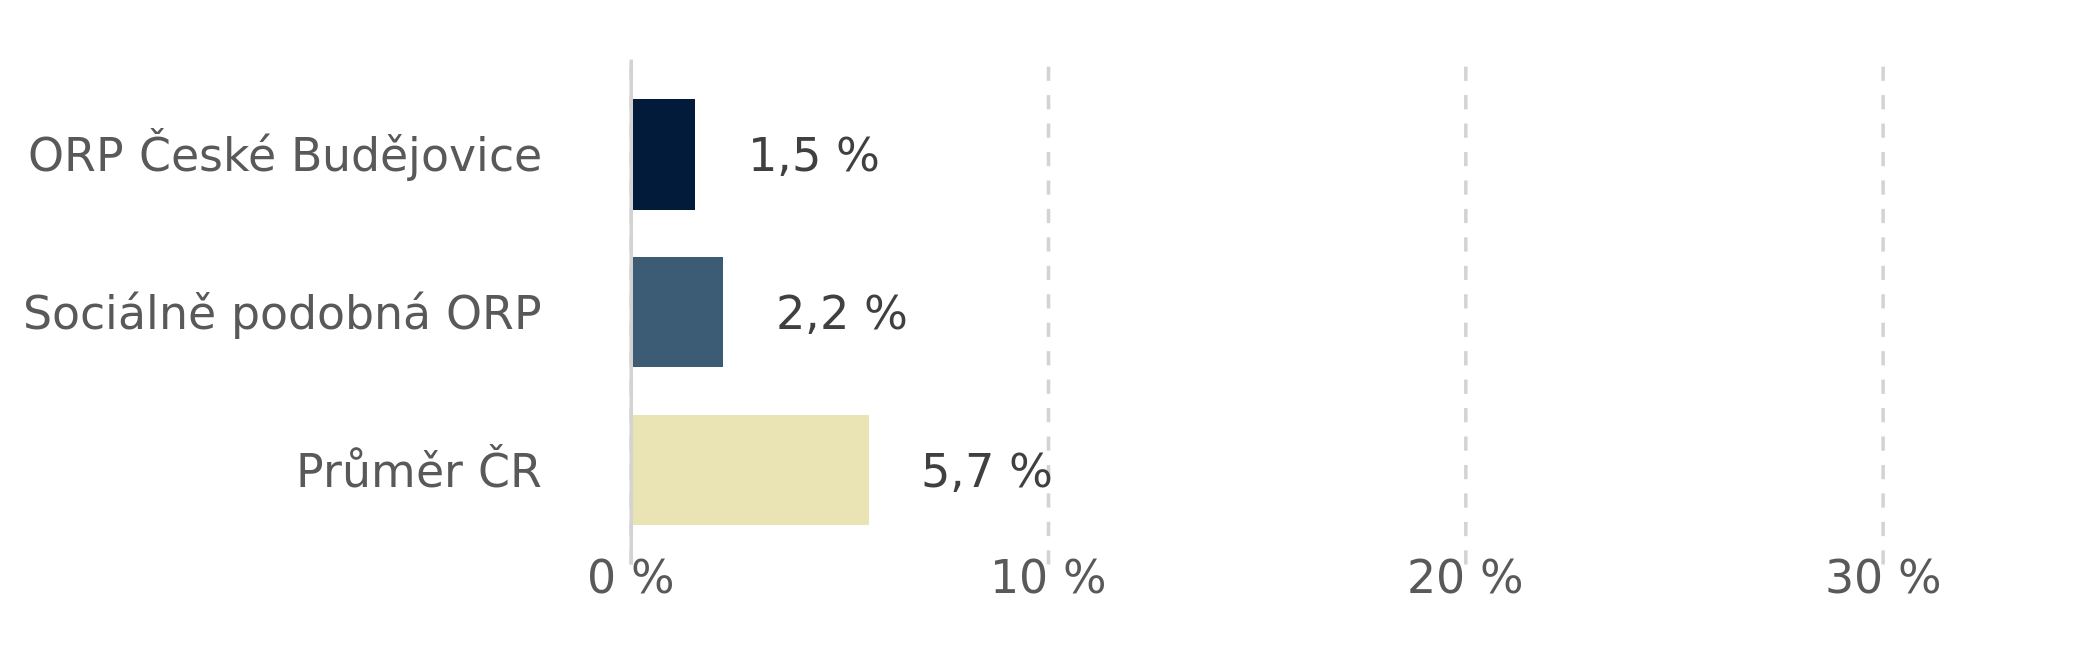 ORP České Budějovice 1,5 %
Sociálně podobná ORP 2,2 %
Průměr ČR 5,7 %
0 % 10 % 20 % 30 %